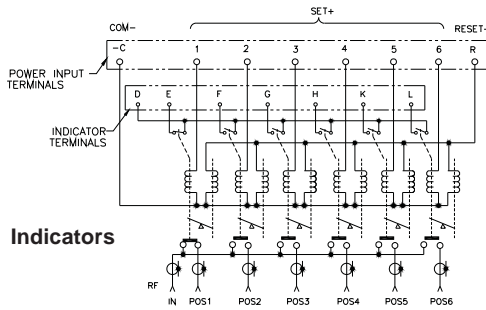 SET+
COM- RESET-
-C 1 2 3 4 5 6 R
POWER INPUT
TERMINALS
D E F G H K L
INDICATOR
TERMINALS
Indicators
RF
IN POS1 POS2 POS3 POS4 POS5 POS6